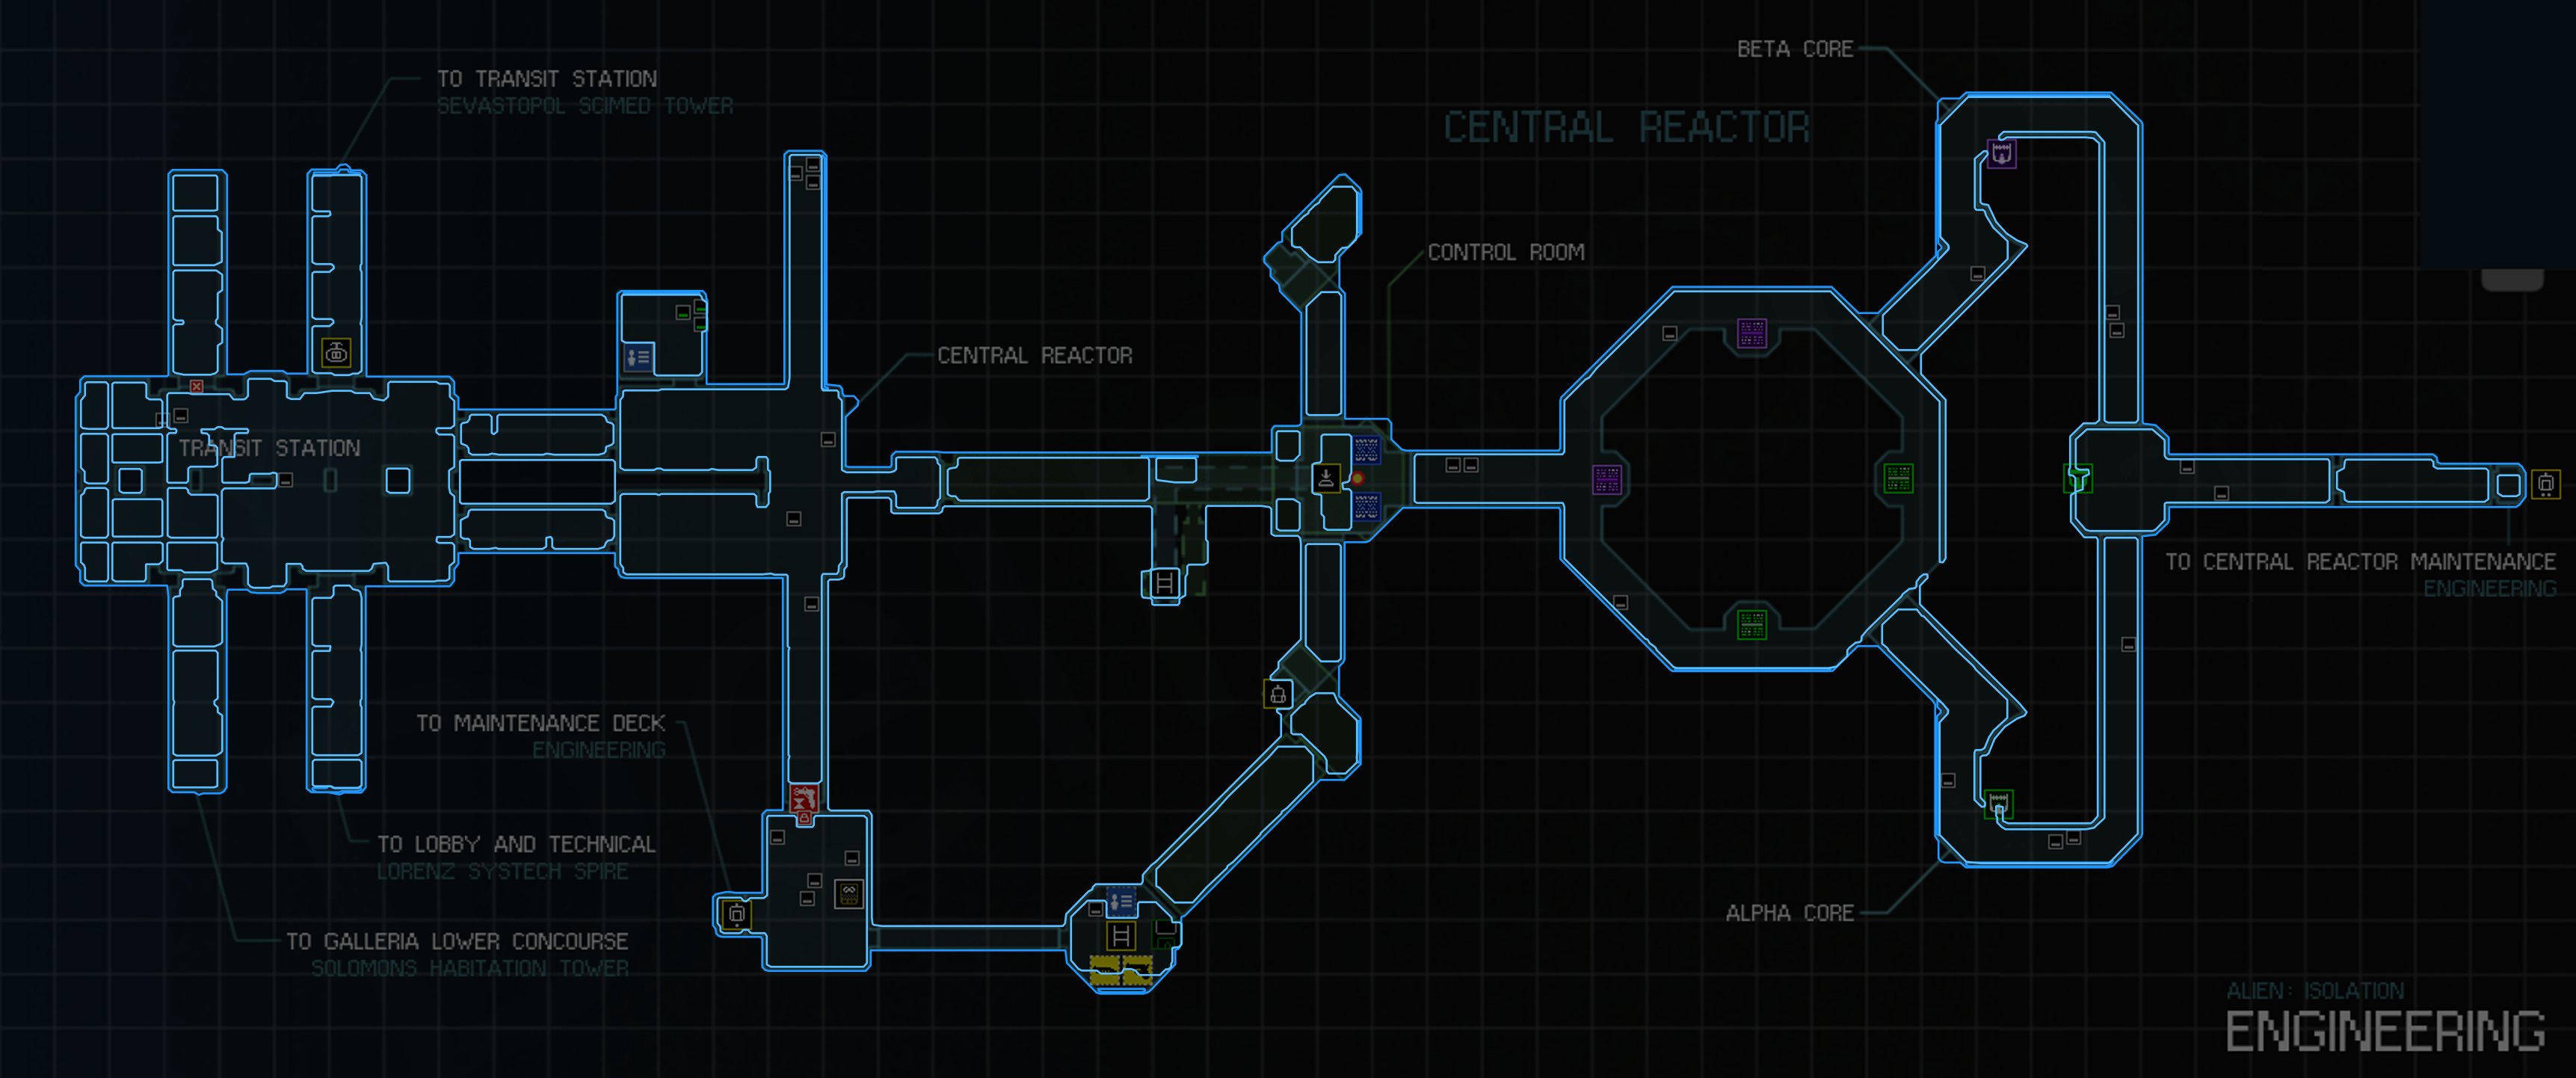 BETA CORE
TO TRANSIT STATION
SEVASTOPOL SCIMED TOWER
CENTRAL REACTOR
CONTROL ROOM
CENTRAL REACTOR
TRANSIT STATION
TO CENTRAL REACTOR MAINTENANCE
ENGINEERING
TO MAINTENANCE DECK
ENGINEERING
TO LOBBY AND TECHNICAL
LORENZ SYSTECH SPIRE
ALPHA CORE
TO GALLERIA LOWER CONCOURSE
SOLOMONS HABITATION TOWER
ALIEN: ISOLATION
ENGINEERING